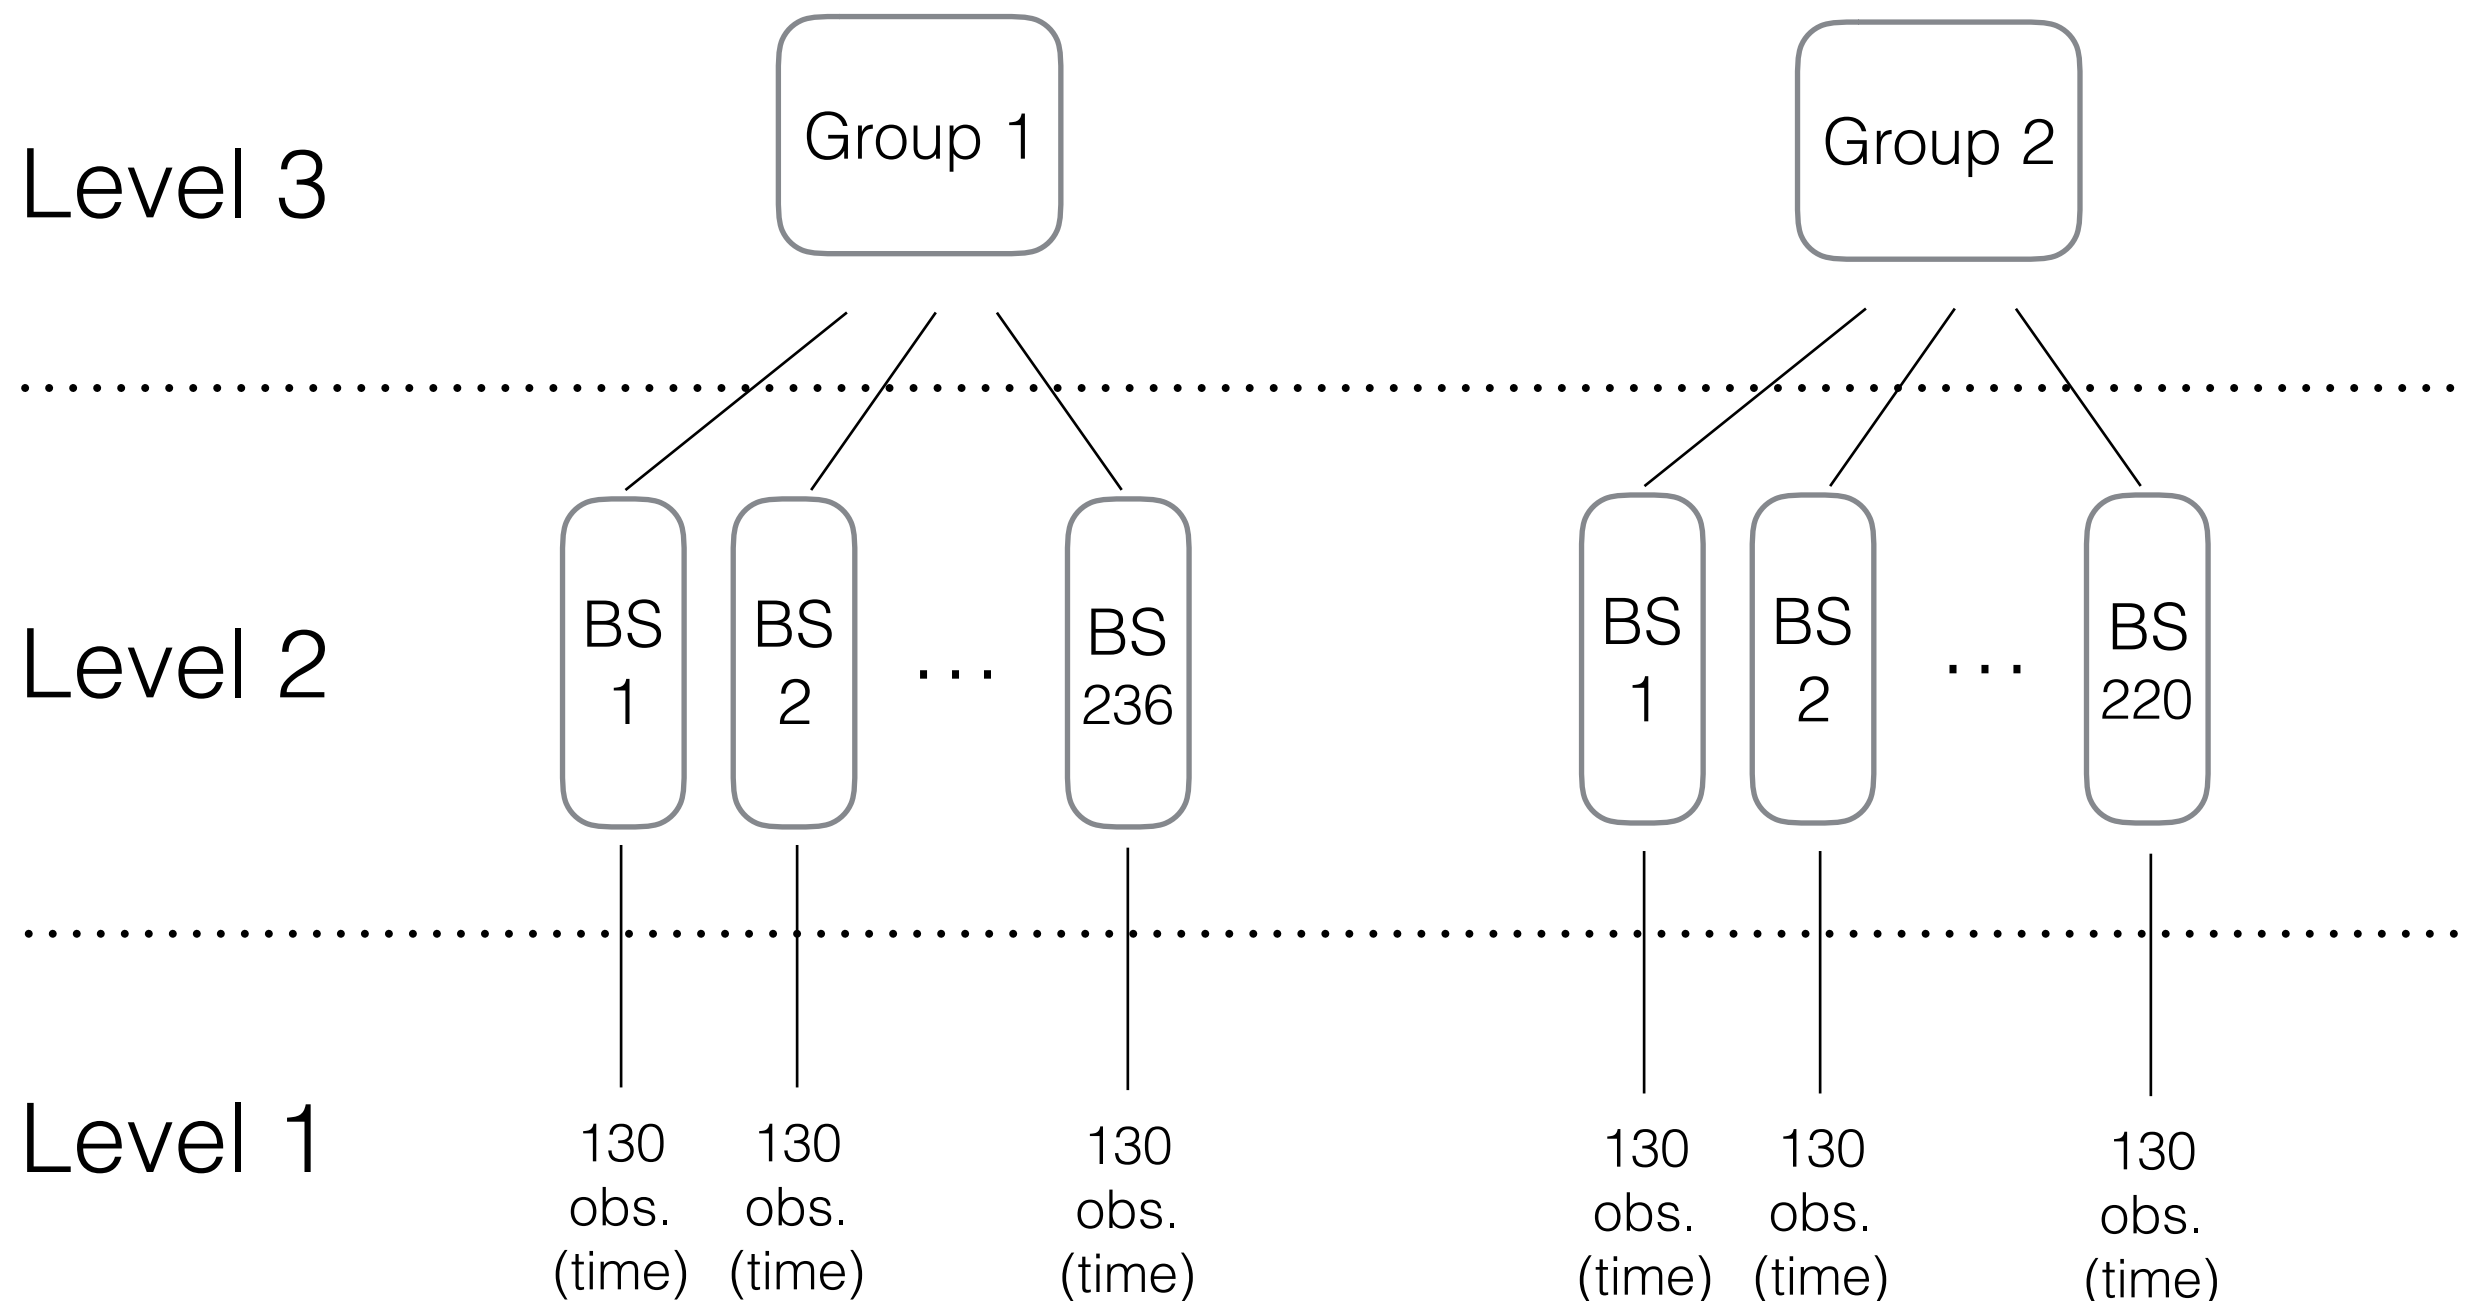 Level 3
Group 1
Group 2
Level 2
BS
1
BS
2
...
BS
236
BS
1
BS
2
...
BS
220
Level 1
130
obs.
(time)
130
obs.
(time)
130
obs.
(time)
130
obs.
(time)
130
obs.
(time)
130
obs.
(time)